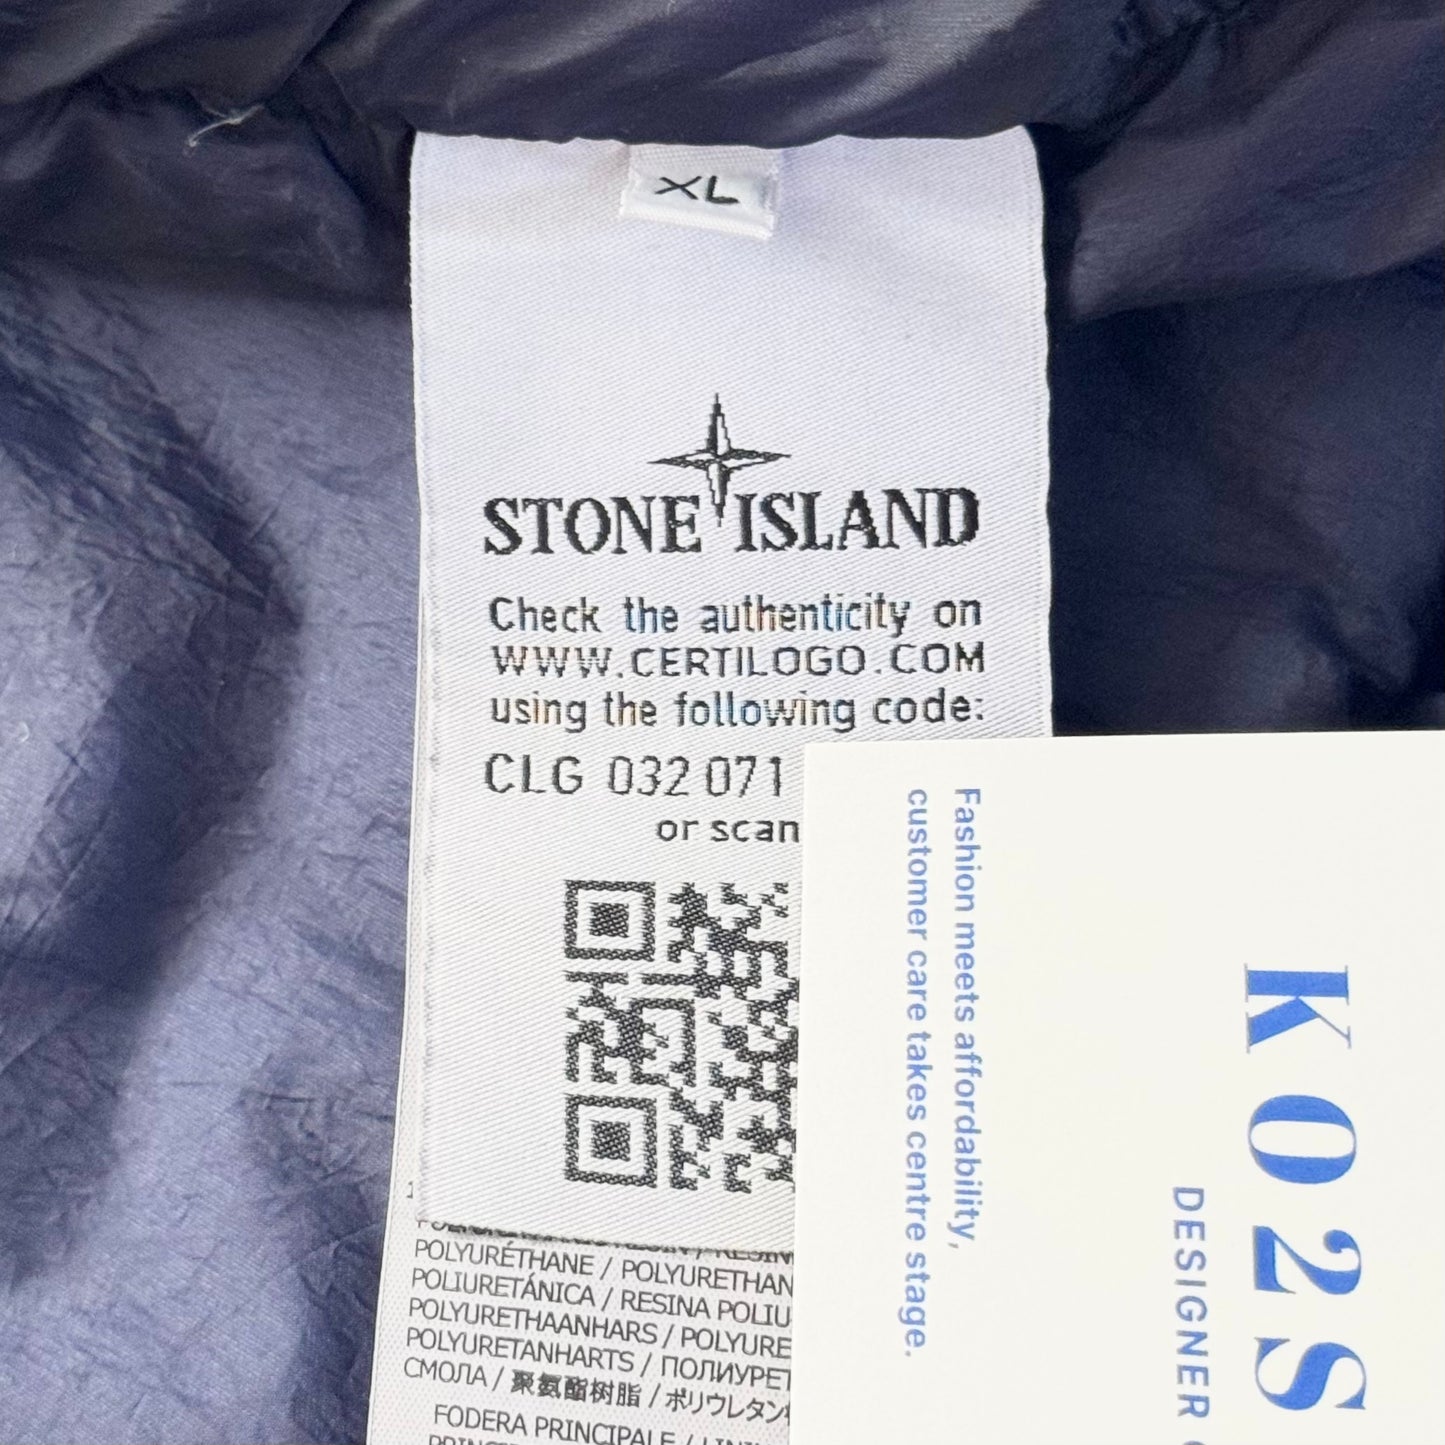 XL
STONE ISLAND
Check the authenticity on
WWW.CERTILOGO.COM
using the following code:
CLG 032 071
or scan
POLYURÉTHANE / POLYURETHAN
POLIURETÁNICA / RESINA POLIU
POLYURETHAANHARS / POLYURE
POLYURETANHARTS / ПОЛИУРЕТ
СМОЛА / 聚氨酯树脂 / ポリウレタン
FODERA PRINCIPALE /
Fashion meets affordability,
customer care takes centre stage.
K02S
DESIGNER